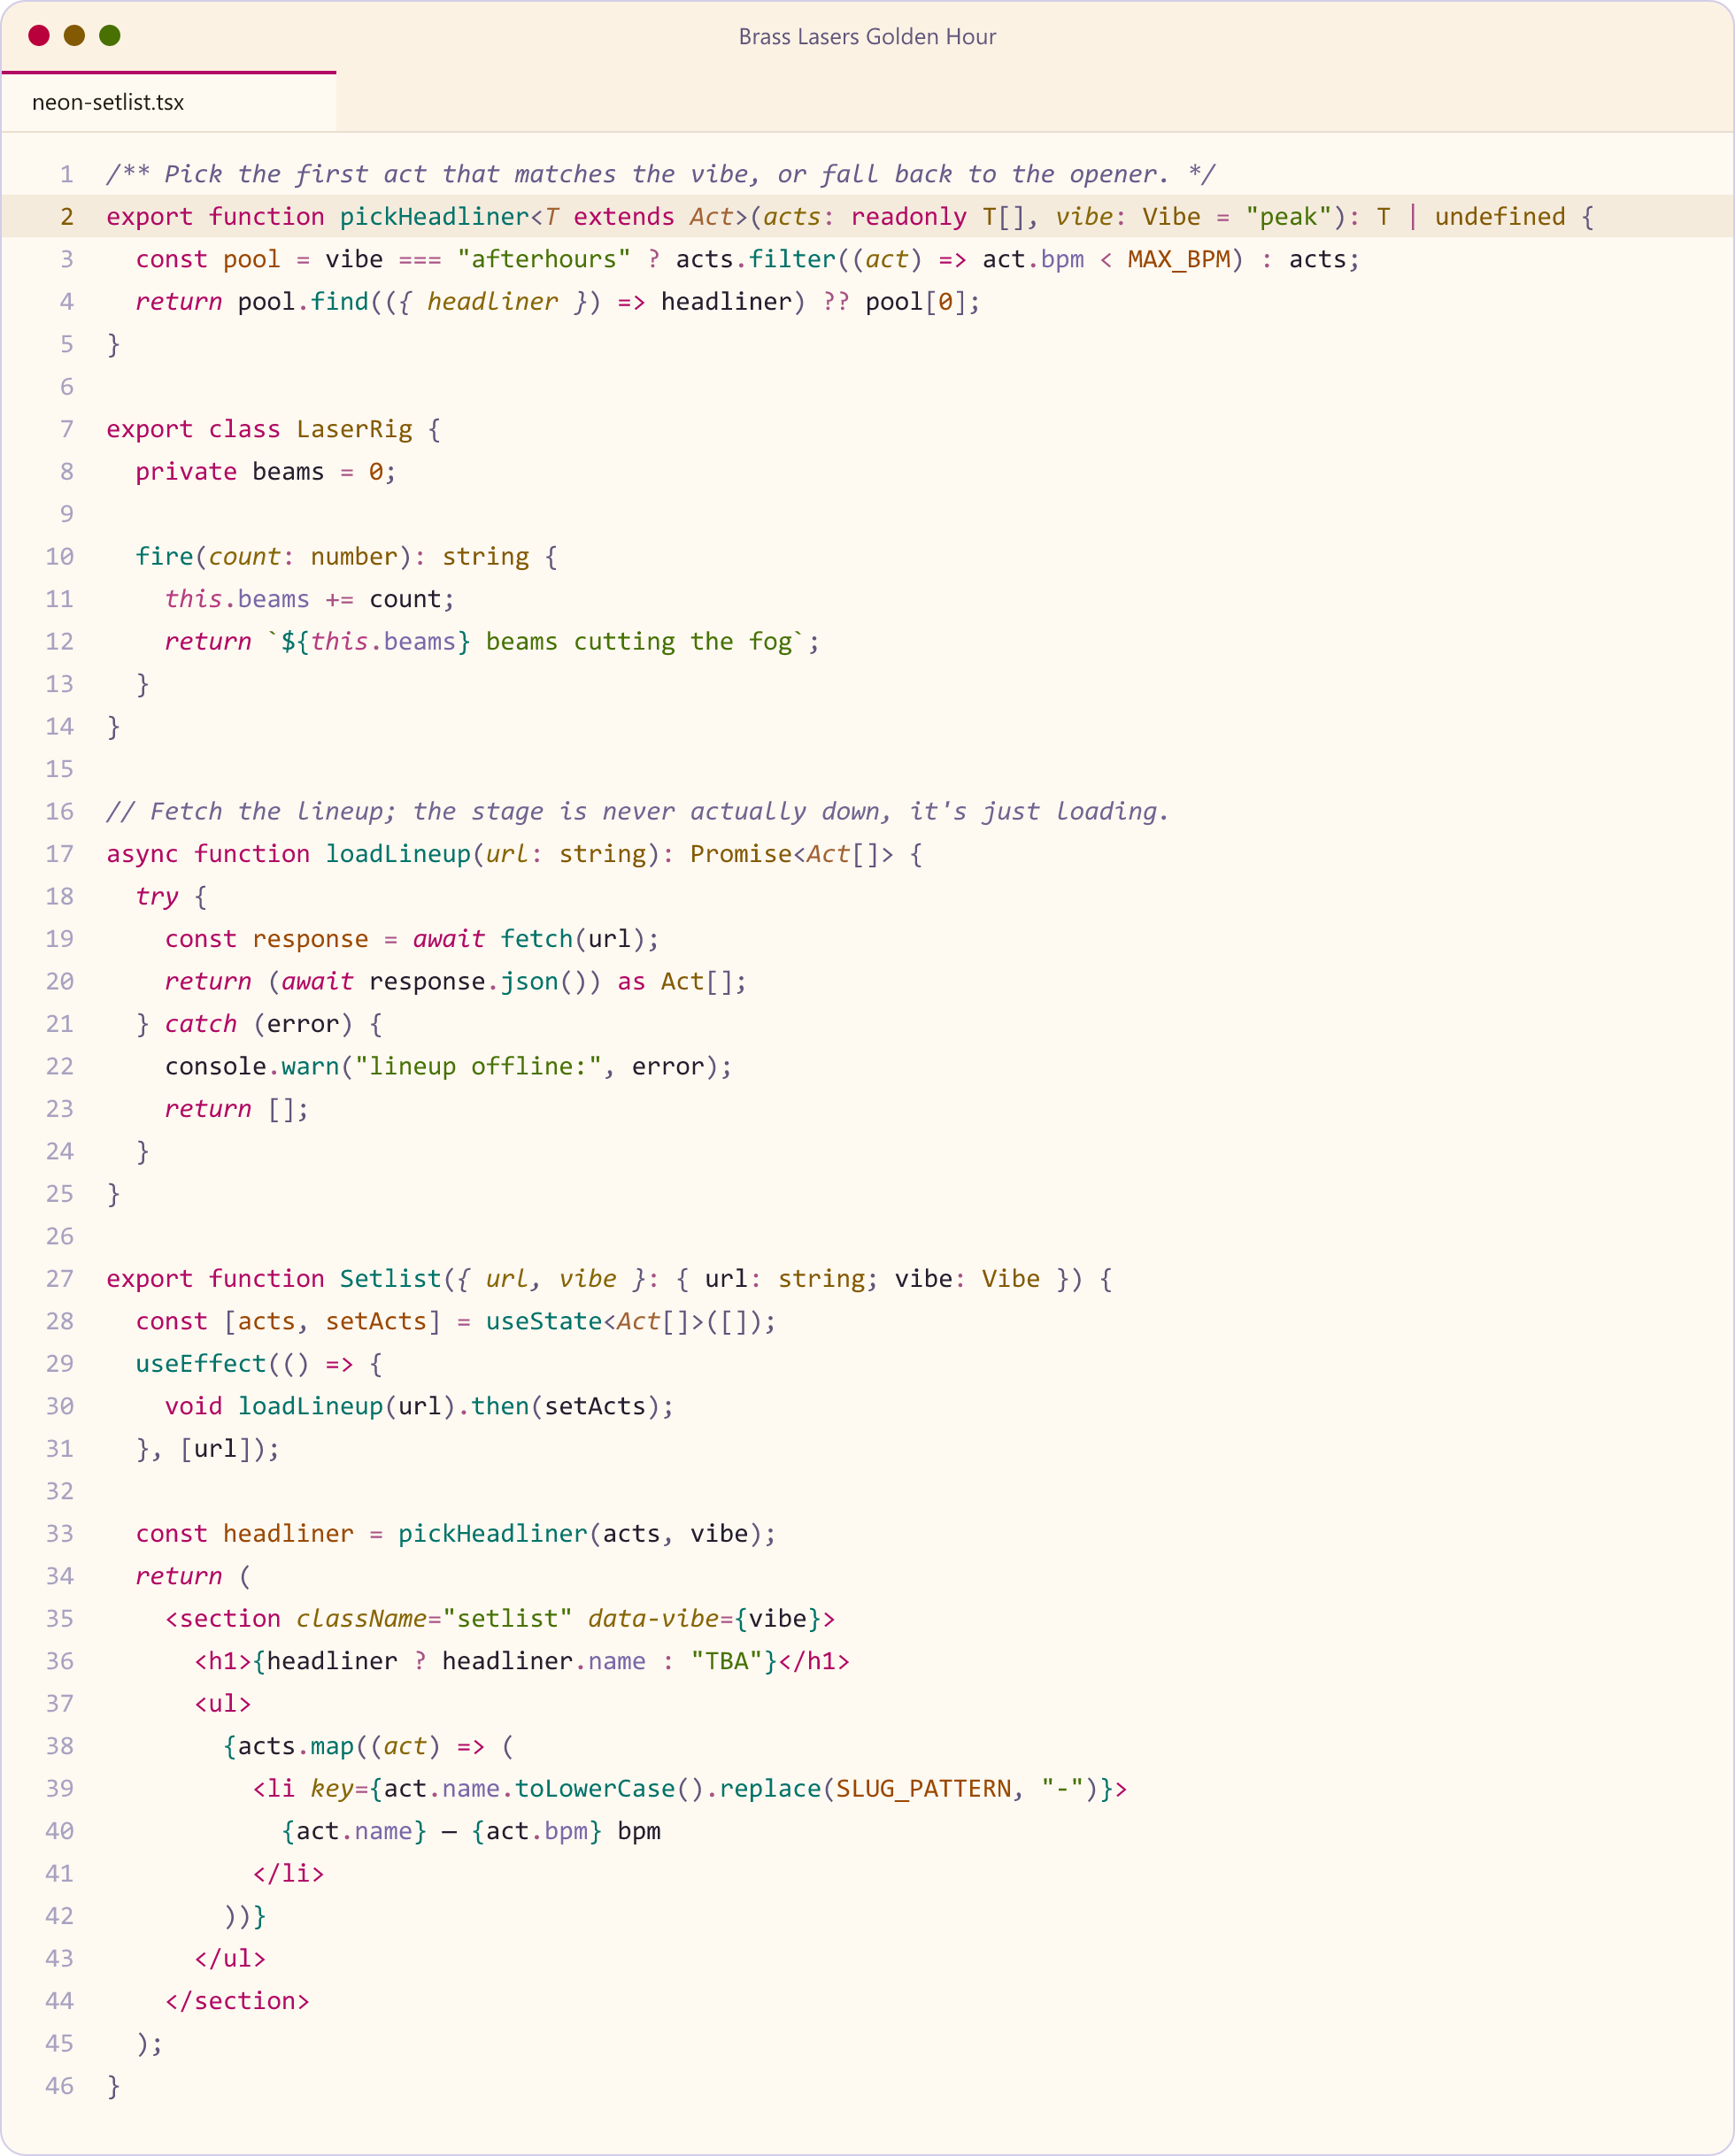 Brass Lasers Golden Hour
neon-setlist.tsx
1 /** Pick the first act that matches the vibe, or fall back to the opener. */
2 export function pickHeadliner<T extends Act>(acts: readonly T[], vibe: Vibe = "peak"): T | undefined {
3   const pool = vibe === "afterhours" ? acts.filter((act) => act.bpm < MAX_BPM) : acts;
4   return pool.find(({ headliner }) => headliner) ?? pool[0];
5 }
6
7 export class LaserRig {
8   private beams = 0;
9
10   fire(count: number): string {
11     this.beams += count;
12     return `${this.beams} beams cutting the fog`;
13   }
14 }
15
16 // Fetch the lineup; the stage is never actually down, it's just loading.
17 async function loadLineup(url: string): Promise<Act[]> {
18   try {
19     const response = await fetch(url);
20     return (await response.json()) as Act[];
21   } catch (error) {
22     console.warn("lineup offline:", error);
23     return [];
24   }
25 }
26
27 export function Setlist({ url, vibe }: { url: string; vibe: Vibe }) {
28   const [acts, setActs] = useState<Act[]>([]);
29   useEffect(() => {
30     void loadLineup(url).then(setActs);
31   }, [url]);
32
33   const headliner = pickHeadliner(acts, vibe);
34   return (
35     <section className="setlist" data-vibe={vibe}>
36       <h1>{headliner ? headliner.name : "TBA"}</h1>
37       <ul>
38         {acts.map((act) => (
39           <li key={act.name.toLowerCase().replace(SLUG_PATTERN, "-")}>
40             {act.name} — {act.bpm} bpm
41           </li>
42         ))}
43       </ul>
44     </section>
45   );
46 }